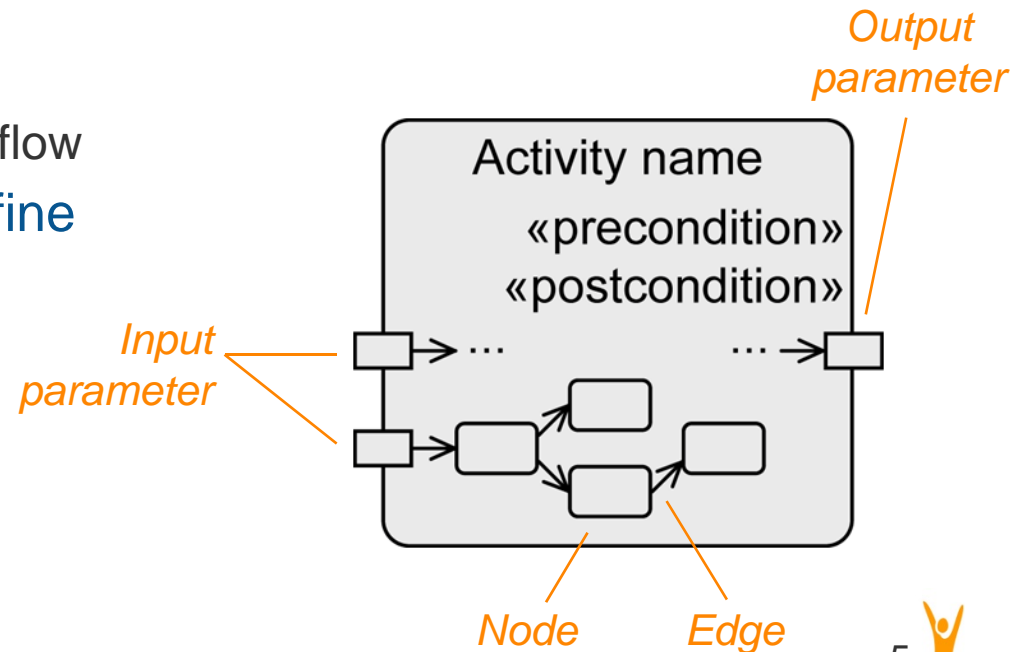 Output
parameter
flow
fine
Activity name
«precondition»
«postcondition»
Input
parameter
...
...
Node
Edge